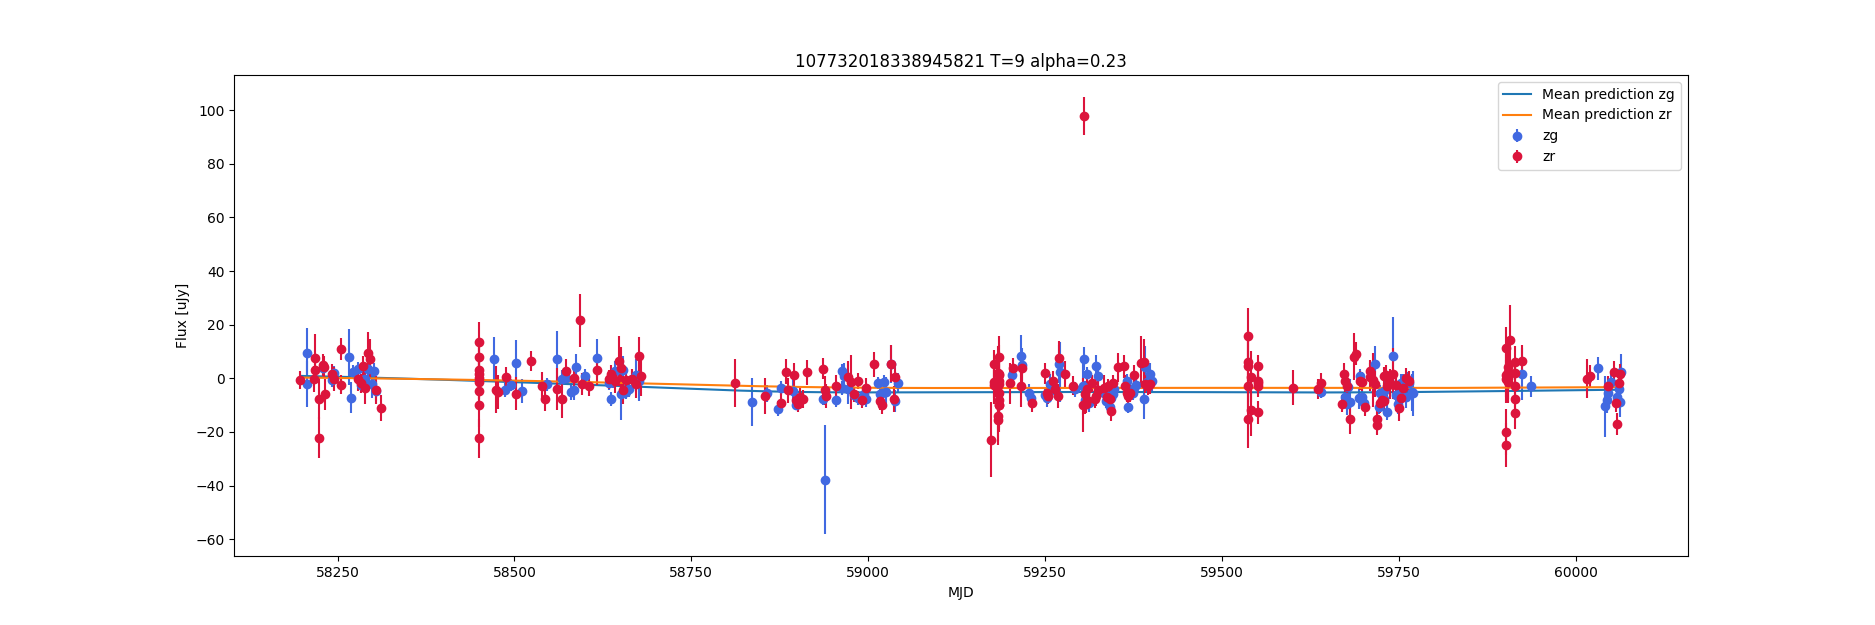 107732018338945821 T=9 alpha=0.23
Mean prediction zg
Mean prediction zr
zg
zr
Flux [uJy]
100
80
60
40
20
0
−20
−40
−60
58250 58500 58750 59000 59250 59500 59750 60000
MJD